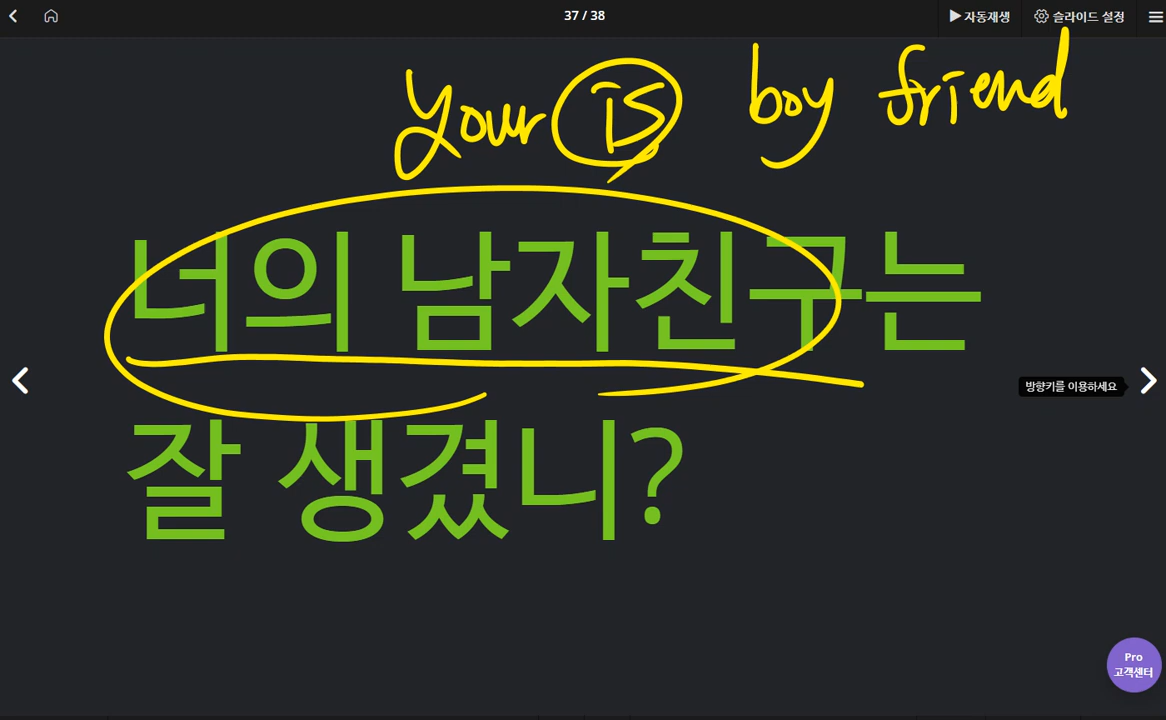 37 / 38
자동재생
슬라이드 설정
your is boy friend
너의 남자친구는
방향키를 이용하세요
잘 생겼니?
Pro
고객센터